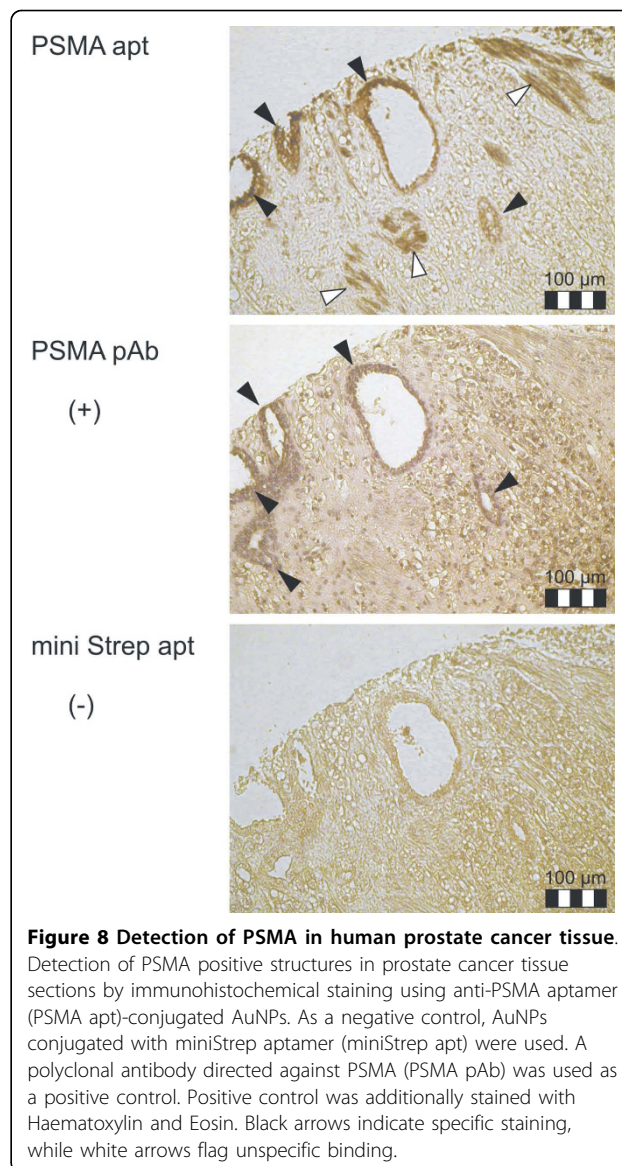 PSMA apt
100 µm
PSMA pAb
(+)
100 µm
mini Strep apt
(-)
100 µm
Figure 8 Detection of PSMA in human prostate cancer tissue.
Detection of PSMA positive structures in prostate cancer tissue
sections by immunohistochemical staining using anti-PSMA aptamer
(PSMA apt)-conjugated AuNPs. As a negative control, AuNPs
conjugated with miniStrep aptamer (miniStrep apt) were used. A
polyclonal antibody directed against PSMA (PSMA pAb) was used as
a positive control. Positive control was additionally stained with
Haematoxylin and Eosin. Black arrows indicate specific staining,
while white arrows flag unspecific binding.